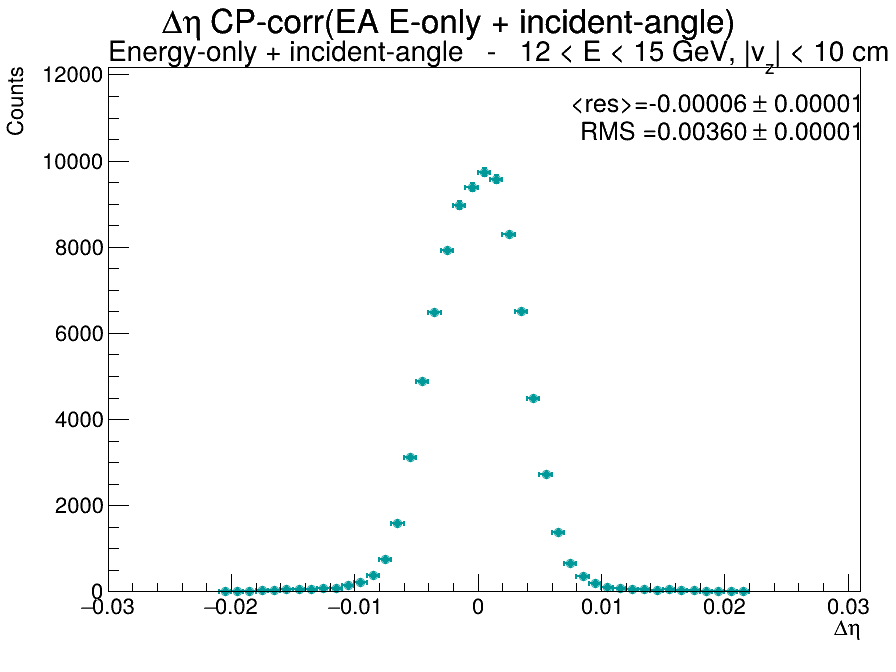 Δη CP-corr(EA E-only + incident-angle)
Energy-only + incident-angle - 12 < E < 15 GeV, |v_z| < 10 cm
Counts
<res>=-0.00006 ± 0.00001
RMS =0.00360 ± 0.00001
12000
10000
8000
6000
4000
2000
0
−0.03 −0.02 −0.01 0 0.01 0.02 0.03
Δη